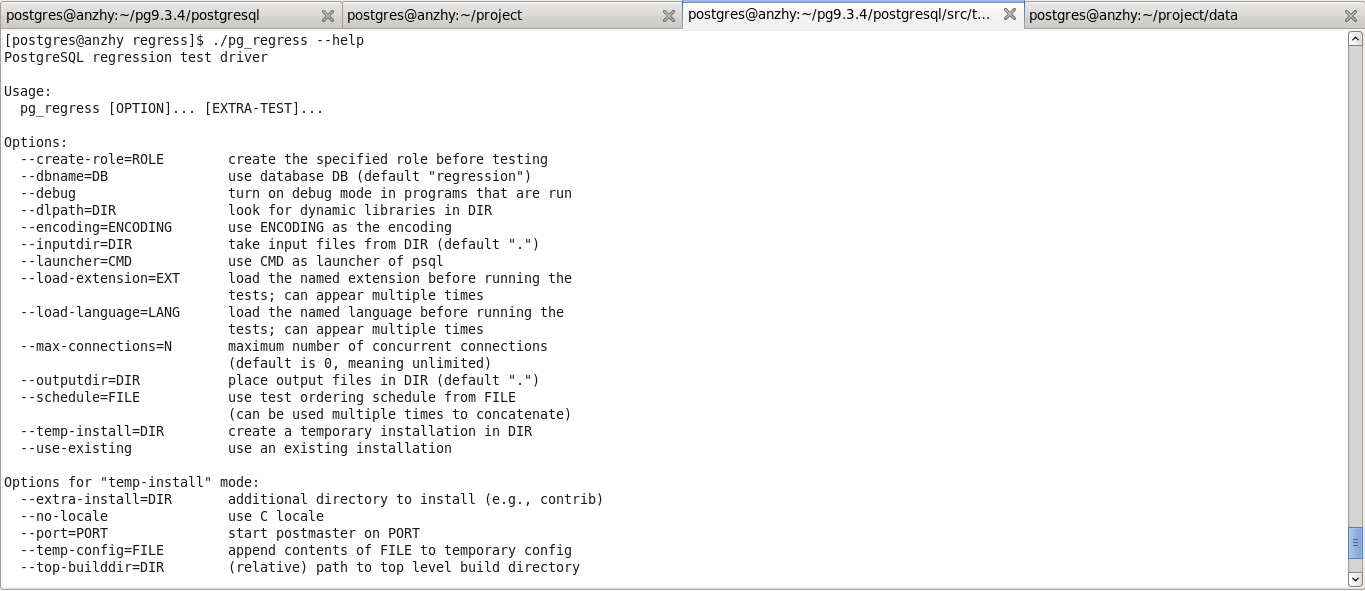 postgres@anzhy:~/pg9.3.4/postgresql
postgres@anzhy:~/project
postgres@anzhy:~/pg9.3.4/postgresql/src/t...
postgres@anzhy:~/project/data
[postgres@anzhy regress]$ ./pg_regress --help
PostgreSQL regression test driver

Usage:
  pg_regress [OPTION]... [EXTRA-TEST]...

Options:
  --create-role=ROLE        create the specified role before testing
  --dbname=DB               use database DB (default "regression")
  --debug                   turn on debug mode in programs that are run
  --dlpath=DIR              look for dynamic libraries in DIR
  --encoding=ENCODING       use ENCODING as the encoding
  --inputdir=DIR            take input files from DIR (default ".")
  --launcher=CMD            use CMD as launcher of psql
  --load-extension=EXT      load the named extension before running the
                            tests; can appear multiple times
  --load-language=LANG      load the named language before running the
                            tests; can appear multiple times
  --max-connections=N       maximum number of concurrent connections
                            (default is 0, meaning unlimited)
  --outputdir=DIR           place output files in DIR (default ".")
  --schedule=FILE           use test ordering schedule from FILE
                            (can be used multiple times to concatenate)
  --temp-install=DIR        create a temporary installation in DIR
  --use-existing            use an existing installation

Options for "temp-install" mode:
  --extra-install=DIR       additional directory to install (e.g., contrib)
  --no-locale               use C locale
  --port=PORT               start postmaster on PORT
  --temp-config=FILE        append contents of FILE to temporary config
  --top-builddir=DIR        (relative) path to top level build directory